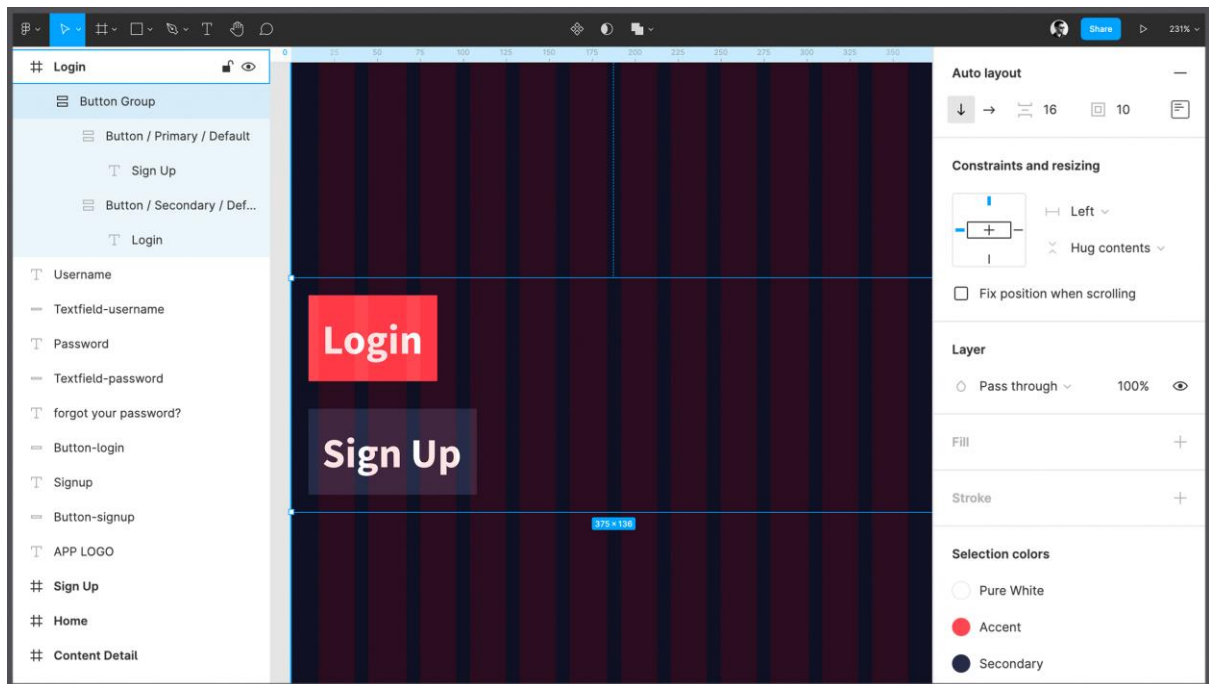 Share
231%
0 25 50 75 100 125 150 175 200 225 250 275 300 325 350
Login
Button Group
Button / Primary / Default
Sign Up
Button / Secondary / Def...
Login
Username
Textfield-username
Password
Textfield-password
forgot your password?
Button-login
Signup
Button-signup
APP LOGO
Sign Up
Home
Content Detail
Login
Sign Up
375 × 136
Auto layout
16 10
Constraints and resizing
Left
Hug contents
Fix position when scrolling
Layer
Pass through 100%
Fill
Stroke
Selection colors
Pure White
Accent
Secondary